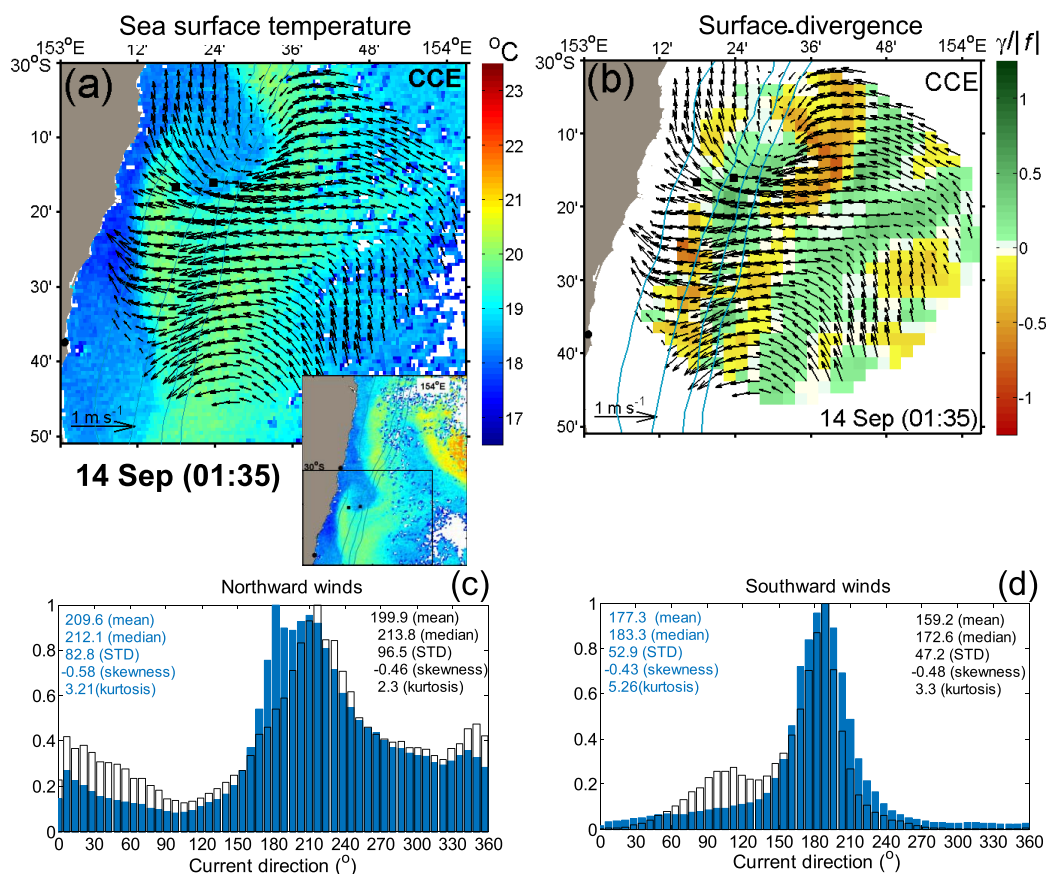 Sea surface temperature
153°E 12' 24' 36' 48' 154°E
30°S
10'
20'
30'
40'
50'
(a)
CCE
1 m s-1
°C
23
22
21
20
19
18
17
14 Sep (01:35)
154°E
30°S
Surface-divergence
153°E 12' 24' 36' 48' 154°E
30°S
10'
20'
30'
40'
50'
(b)
CCE
1 m s-1
14 Sep (01:35)
γ/|f|
1
0.5
0
-0.5
-1
Northward winds
(c)
209.6 (mean)
212.1 (median)
82.8 (STD)
-0.58 (skewness)
3.21(kurtosis)
199.9 (mean)
213.8 (median)
96.5 (STD)
-0.46 (skewness)
2.3 (kurtosis)
1
0.8
0.6
0.4
0.2
0
0 30 60 90 120 150 180 210 240 270 300 330 360
Current direction (°)
Southward winds
(d)
177.3 (mean)
183.3 (median)
52.9 (STD)
-0.43 (skewness)
5.26(kurtosis)
159.2 (mean)
172.6 (median)
47.2 (STD)
-0.48 (skewness)
3.3 (kurtosis)
1
0.8
0.6
0.4
0.2
0
0 30 60 90 120 150 180 210 240 270 300 330 360
Current direction (°)